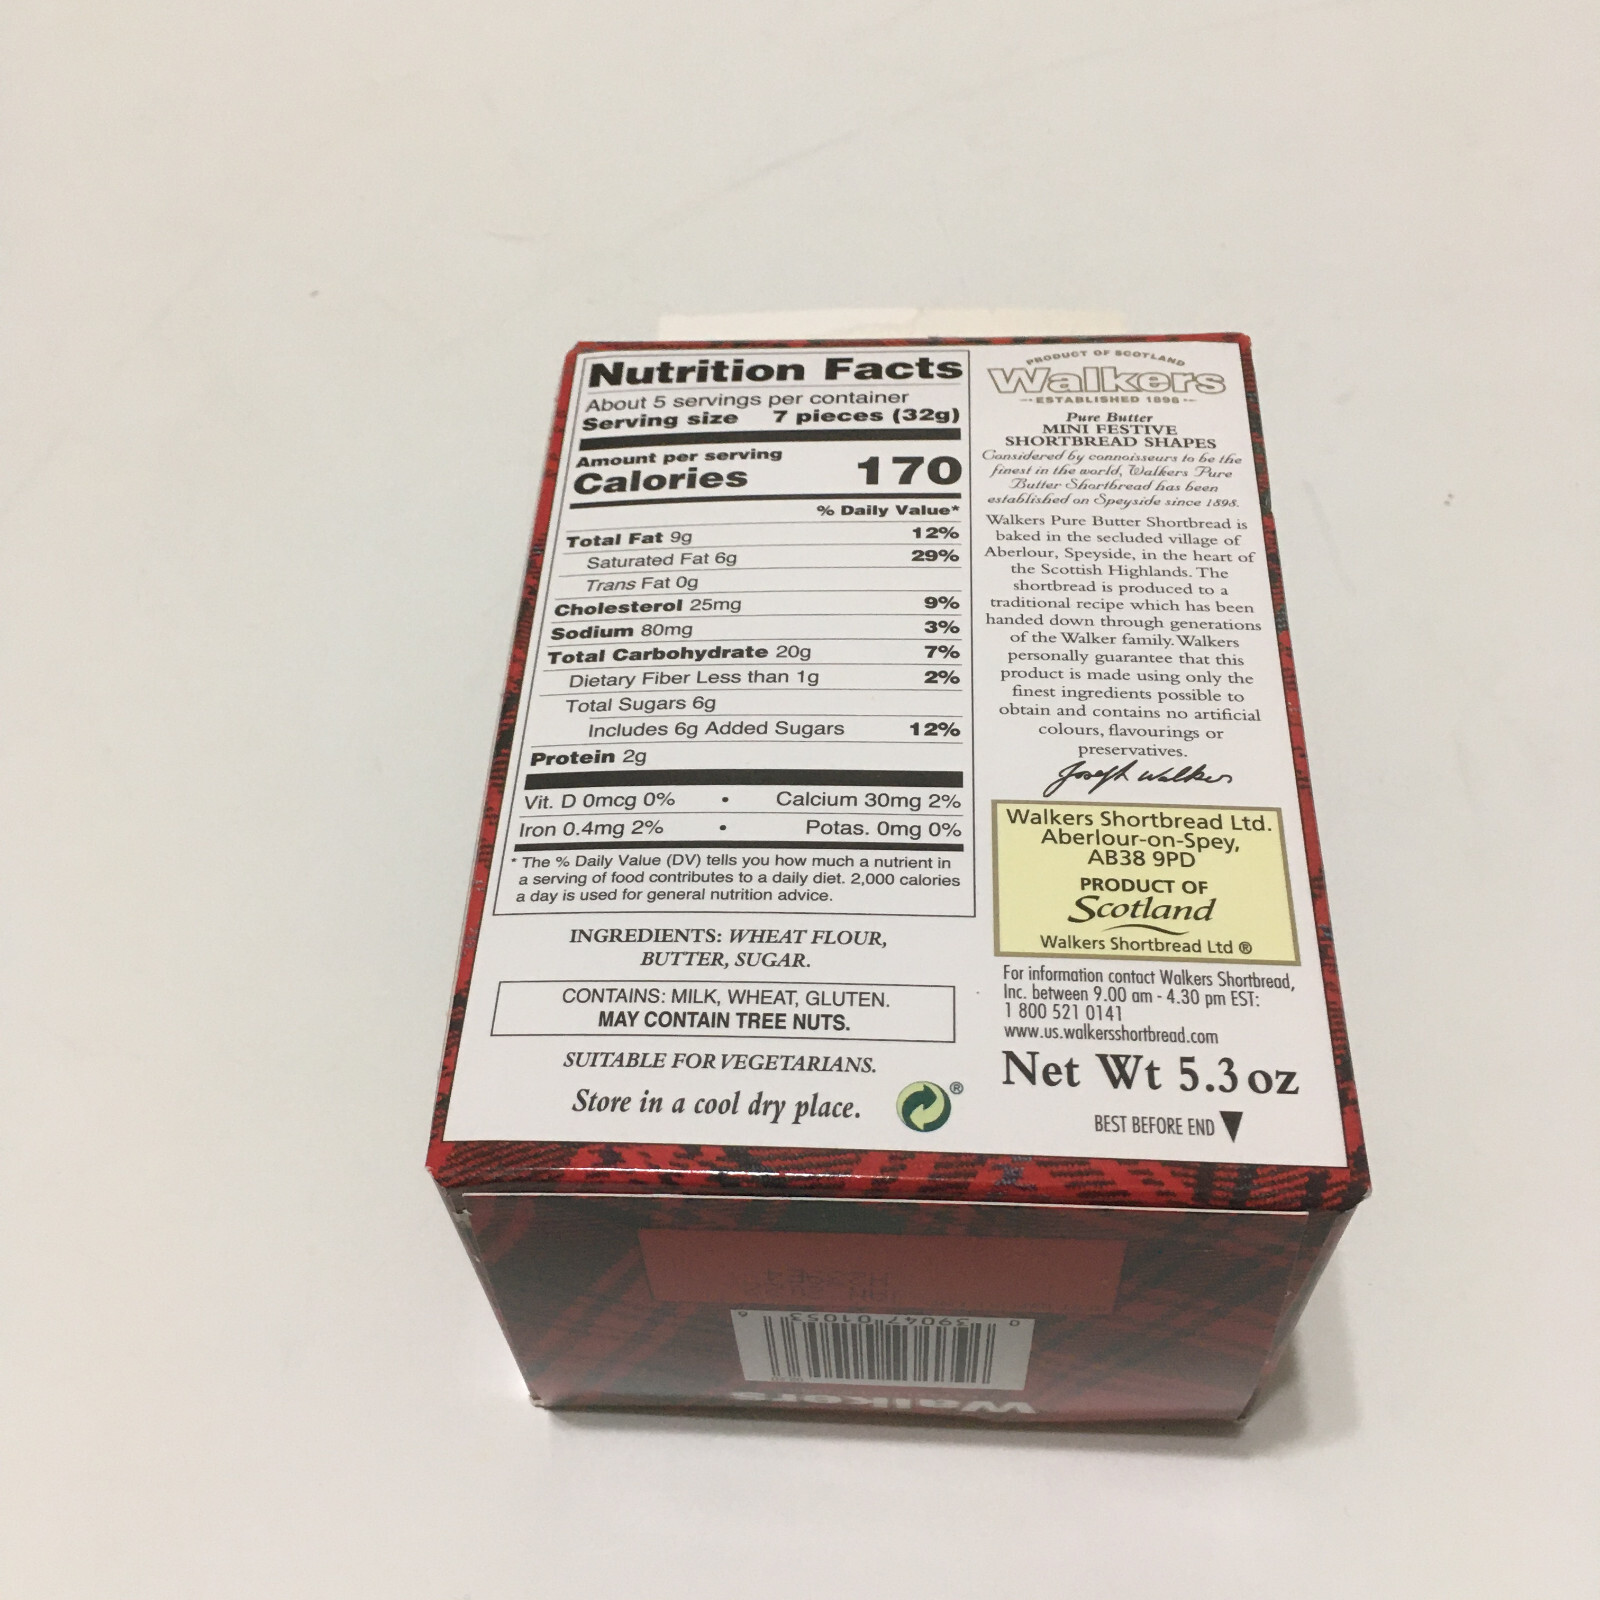 Nutrition Facts
About 5 servings per container
Serving size 7 pieces (32g)
Amount per serving
Calories 170
% Daily Value*
Total Fat 9g 12%
Saturated Fat 6g 29%
Trans Fat 0g
Cholesterol 25mg 9%
Sodium 80mg 3%
Total Carbohydrate 20g 7%
Dietary Fiber Less than 1g 2%
Total Sugars 6g
Includes 6g Added Sugars 12%
Protein 2g
Vit. D 0mcg 0% • Calcium 30mg 2%
Iron 0.4mg 2% • Potas. 0mg 0%
* The % Daily Value (DV) tells you how much a nutrient in
a serving of food contributes to a daily diet. 2,000 calories
a day is used for general nutrition advice.
INGREDIENTS: WHEAT FLOUR,
BUTTER, SUGAR.
CONTAINS: MILK, WHEAT, GLUTEN.
MAY CONTAIN TREE NUTS.
SUITABLE FOR VEGETARIANS.
Store in a cool dry place.
®
PRODUCT OF SCOTLAND
Walkers
ESTABLISHED 1898
Pure Butter
MINI FESTIVE
SHORTBREAD SHAPES
Considered by connoisseurs to be the
finest in the world, Walkers Pure
Butter Shortbread has been
established on Speyside since 1898.
Walkers Pure Butter Shortbread is
baked in the secluded village of
Aberlour, Speyside, in the heart of
the Scottish Highlands. The
shortbread is produced to a
traditional recipe which has been
handed down through generations
of the Walker family. Walkers
personally guarantee that this
product is made using only the
finest ingredients possible to
obtain and contains no artificial
colours, flavourings or
preservatives.
Joseph Walker
Walkers Shortbread Ltd.
Aberlour-on-Spey,
AB38 9PD
PRODUCT OF
Scotland
Walkers Shortbread Ltd ®
For information contact Walkers Shortbread,
Inc. between 9.00 am - 4.30 pm EST:
1 800 521 0141
www.us.walkersshortbread.com
Net Wt 5.3 oz
BEST BEFORE END
0 39047 01053 6
Walkers